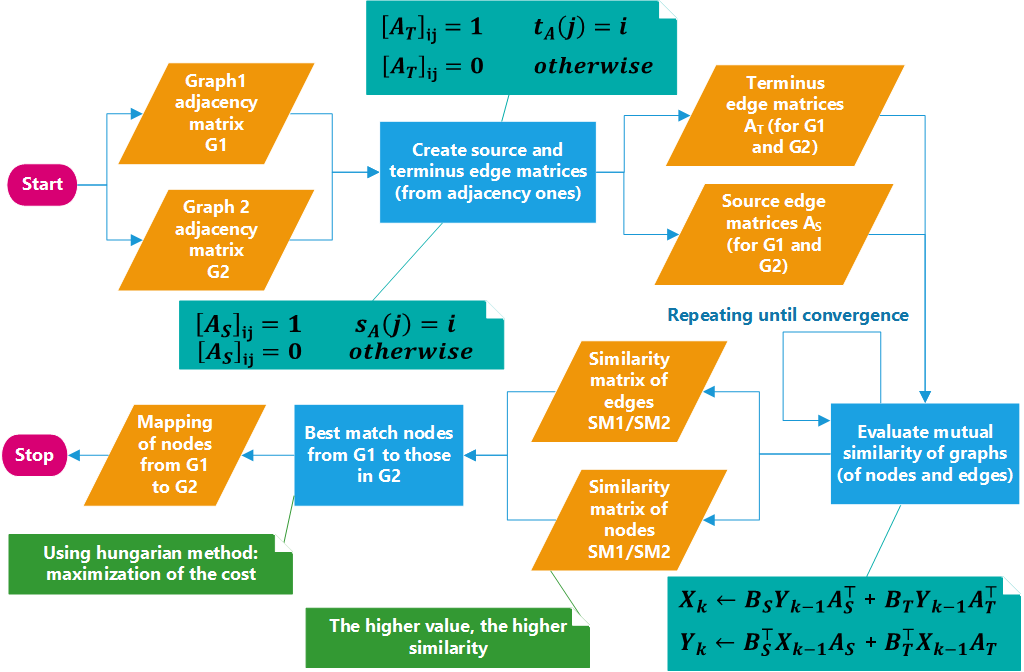 [A_T]_ij = 1 t_A(j) = i
[A_T]_ij = 0 otherwise
Graph1
adjacency
matrix
G1
Terminus
edge matrices
A_T (for G1
and G2)
Start
Create source and
terminus edge matrices
(from adjacency ones)
Graph 2
adjacency
matrix
G2
Source edge
matrices A_S
(for G1 and
G2)
[A_S]_ij = 1 s_A(j) = i
[A_S]_ij = 0 otherwise
Repeating until convergence
Similarity
matrix of
edges
SM1/SM2
Evaluate mutual
similarity of graphs
(of nodes and edges)
Best match nodes
from G1 to those
in G2
Mapping
of nodes
from G1
to G2
Stop
Similarity
matrix of
nodes
SM1/SM2
Using hungarian method:
maximization of the cost
The higher value, the higher
similarity
X_k ← B_S Y_{k−1} A_S^⊤ + B_T Y_{k−1} A_T^⊤
Y_k ← B_S^⊤ X_{k−1} A_S + B_T^⊤ X_{k−1} A_T